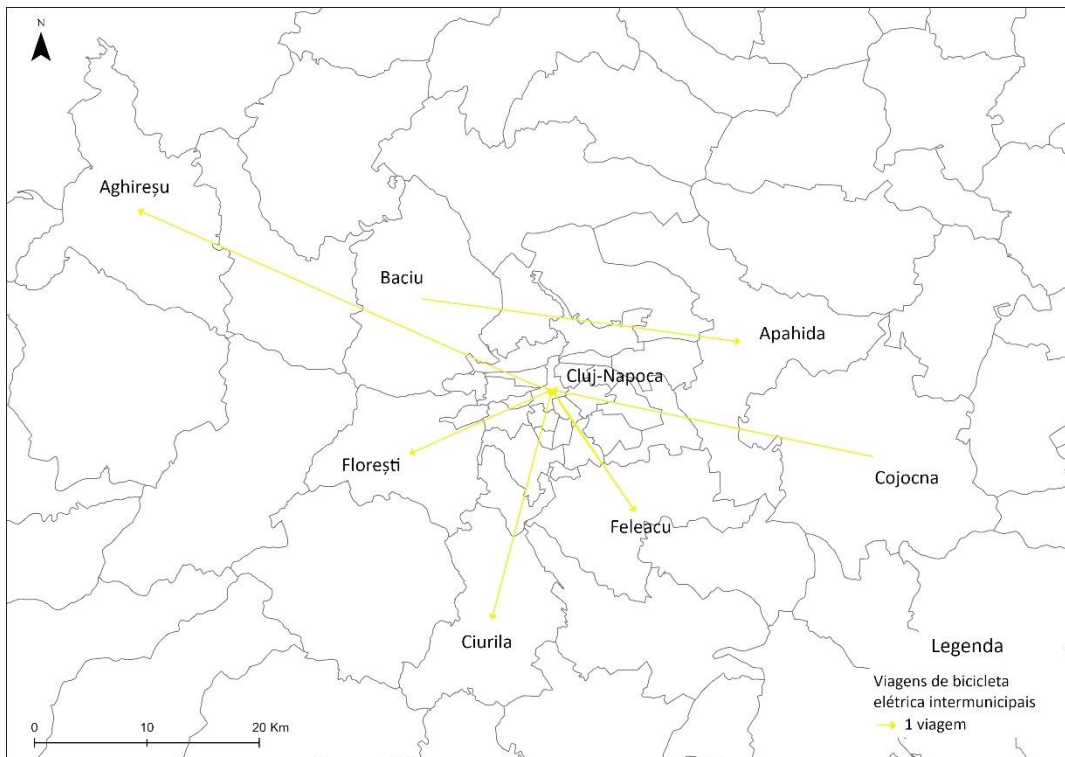 N
Aghireșu
Baciu
Apahida
Cluj-Napoca
Florești
Cojocna
Feleacu
Ciurila
Legenda
Viagens de bicicleta
elétrica intermunicipais
1 viagem
0 10 20 Km